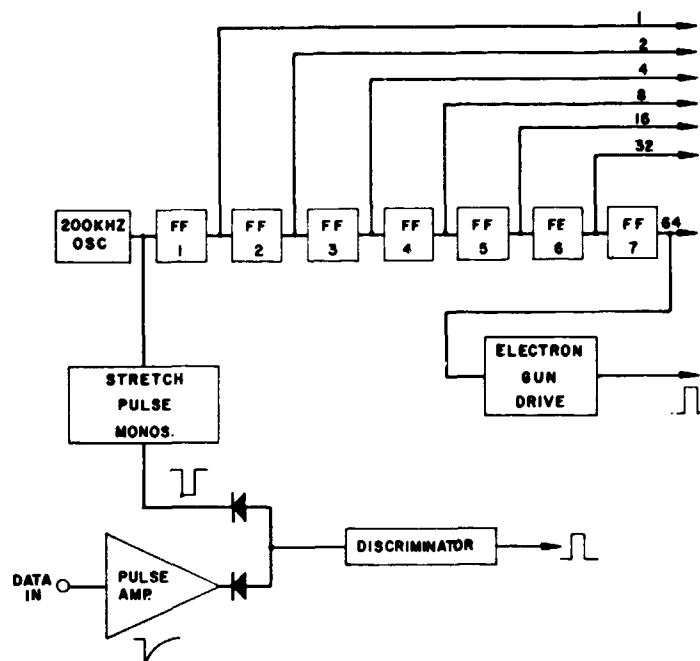 1
2
4
8
16
32
200KHZ
OSC
FF
1
FF
2
FF
3
FF
4
FF
5
FE
6
FF
7
64
ELECTRON
GUN
DRIVE
STRETCH
PULSE
MONOS.
DISCRIMINATOR
DATA
IN
PULSE
AMP.